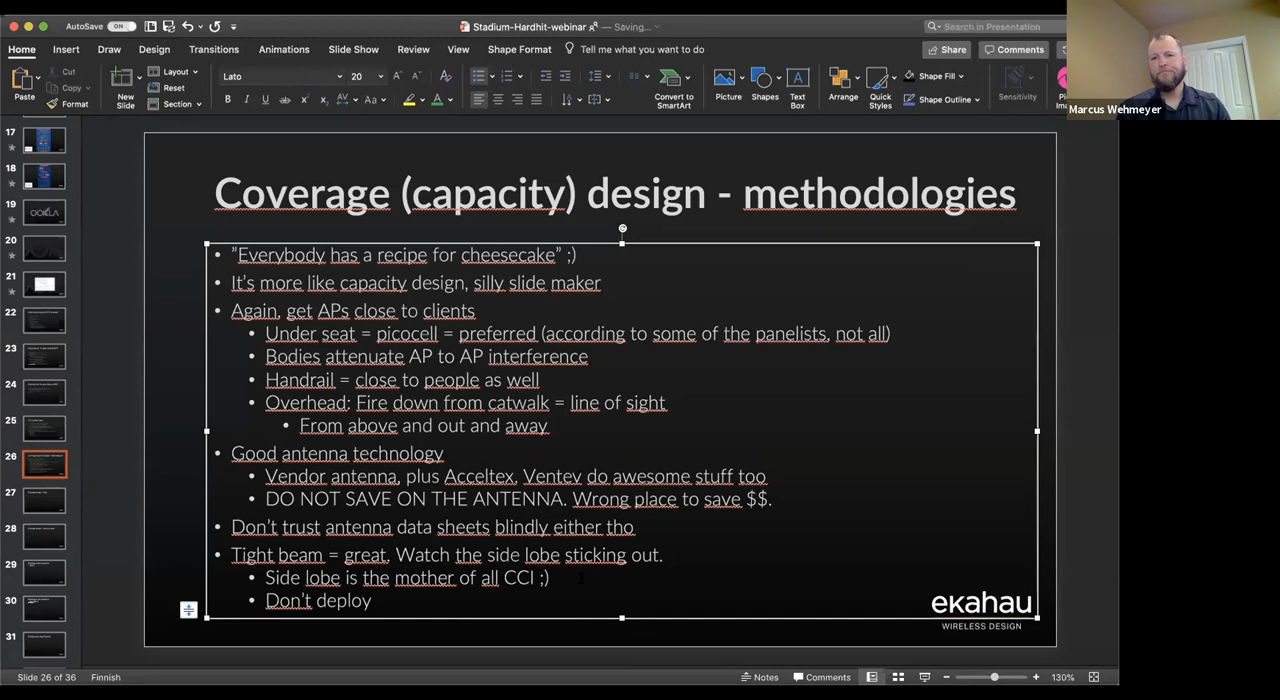 AutoSave ON
Stadium-Hardhit-webinar — Saving...
Search in Presentation
Home Insert Draw Design Transitions Animations Slide Show Review View Shape Format Tell me what you want to do
Share Comments
Paste
Cut
Copy
Format
New Slide
Layout
Reset
Section
Lato 20
Convert to SmartArt
Picture
Shapes
Text Box
Arrange
Quick Styles
Shape Fill
Shape Outline
Sensitivity
Marcus Wehmeyer
17
18
19
OOKLA
20
21
22
23
24
25
26
27
28
29
30
31
Coverage (capacity) design - methodologies
• ”Everybody has a recipe for cheesecake” ;)
• It’s more like capacity design, silly slide maker
• Again, get APs close to clients
• Under seat = picocell = preferred (according to some of the panelists, not all)
• Bodies attenuate AP to AP interference
• Handrail = close to people as well
• Overhead: Fire down from catwalk = line of sight
• From above and out and away
• Good antenna technology
• Vendor antenna, plus Acceltex, Ventev do awesome stuff too
• DO NOT SAVE ON THE ANTENNA. Wrong place to save $$.
• Don’t trust antenna data sheets blindly either tho
• Tight beam = great. Watch the side lobe sticking out.
• Side lobe is the mother of all CCI ;)
• Don’t deploy
ekahau
WIRELESS DESIGN
Slide 26 of 36 Finnish
Notes Comments 130%